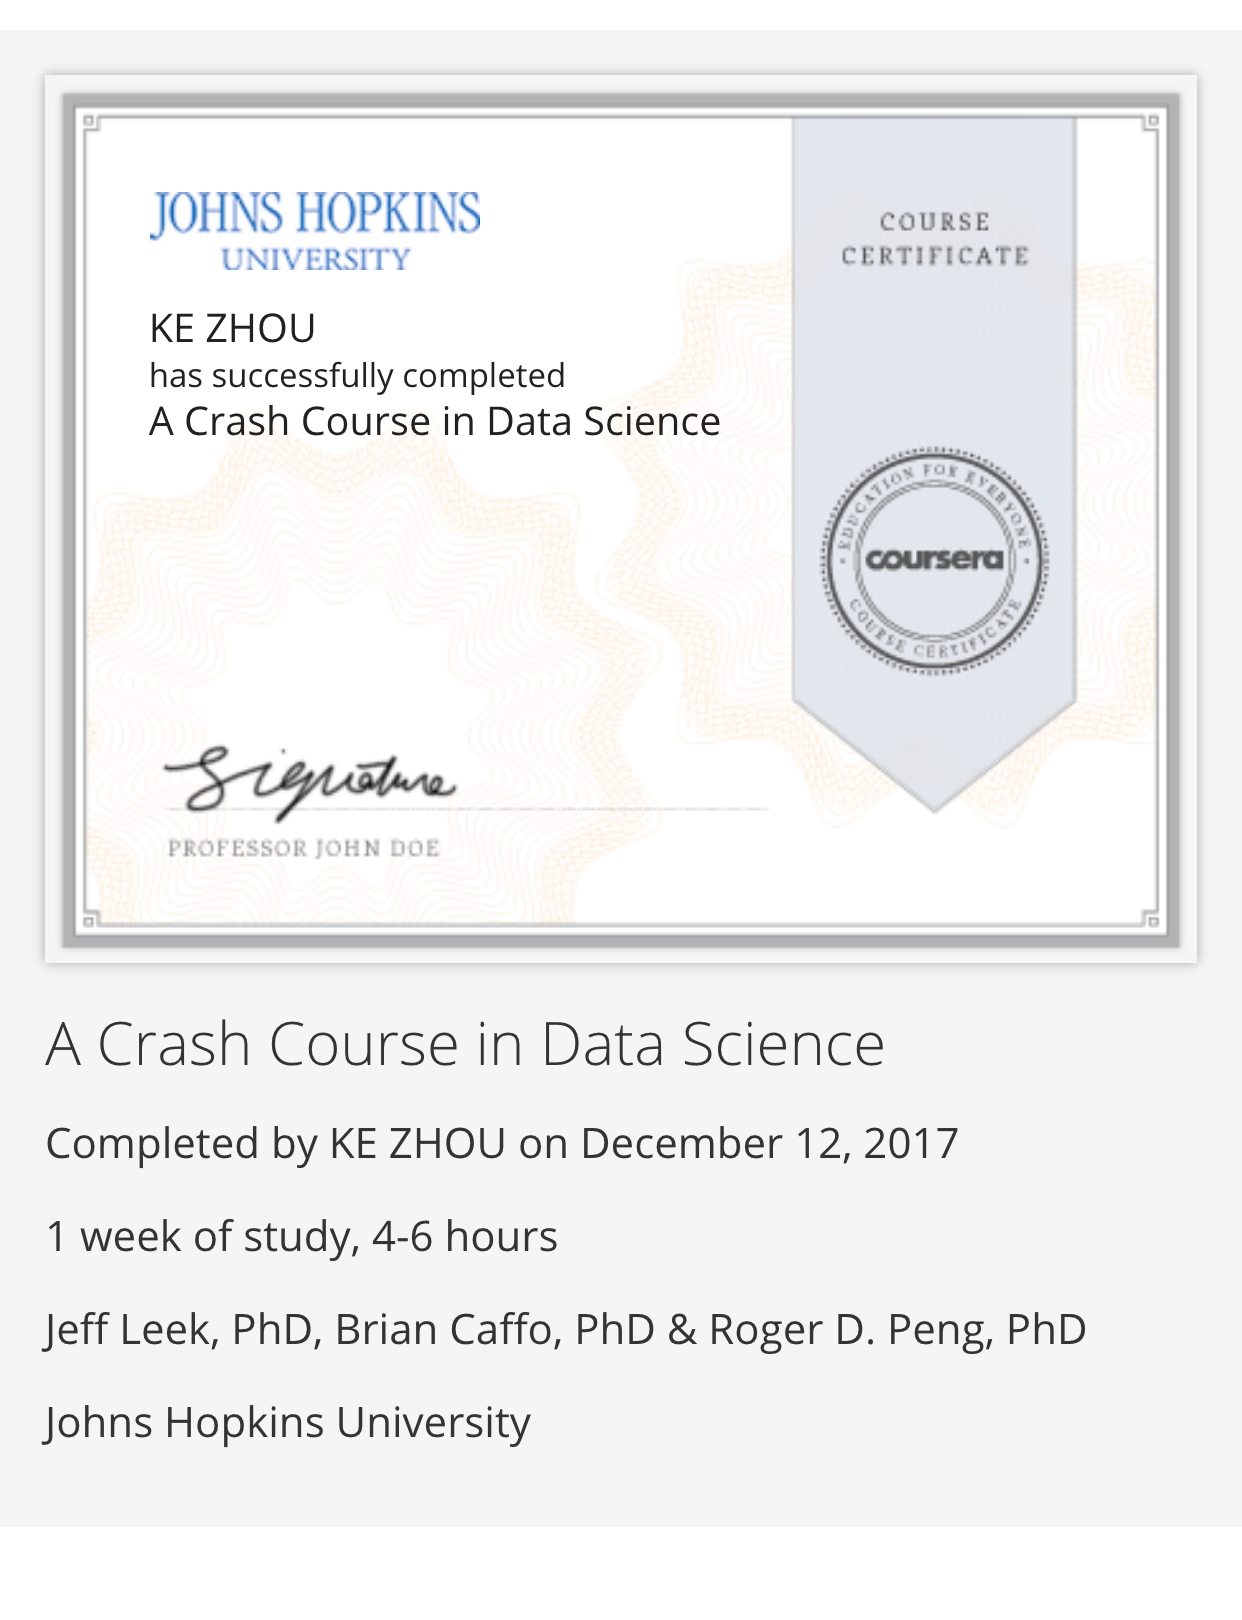 JOHNS HOPKINS
UNIVERSITY
KE ZHOU
has successfully completed
A Crash Course in Data Science
COURSE
CERTIFICATE
EDUCATION FOR EVERYONE
coursera
COURSE CERTIFICATE
Signature
PROFESSOR JOHN DOE
A Crash Course in Data Science
Completed by KE ZHOU on December 12, 2017
1 week of study, 4-6 hours
Jeff Leek, PhD, Brian Caffo, PhD & Roger D. Peng, PhD
Johns Hopkins University